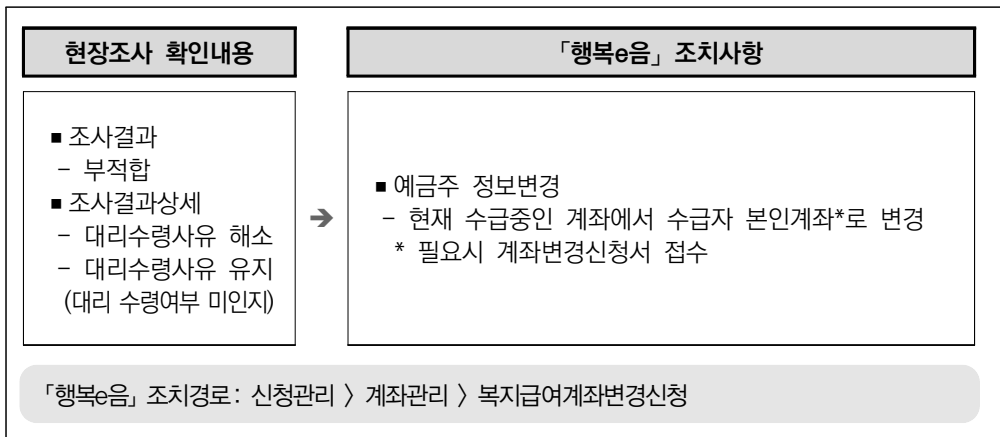 현장조사 확인내용
「행복e음」 조치사항
■ 조사결과
- 부적합
■ 조사결과상세
- 대리수령사유 해소
- 대리수령사유 유지
(대리 수령여부 미인지)
➔
■ 예금주 정보변경
- 현재 수급중인 계좌에서 수급자 본인계좌*로 변경
* 필요시 계좌변경신청서 접수
「행복e음」 조치경로: 신청관리 〉 계좌관리 〉 복지급여계좌변경신청